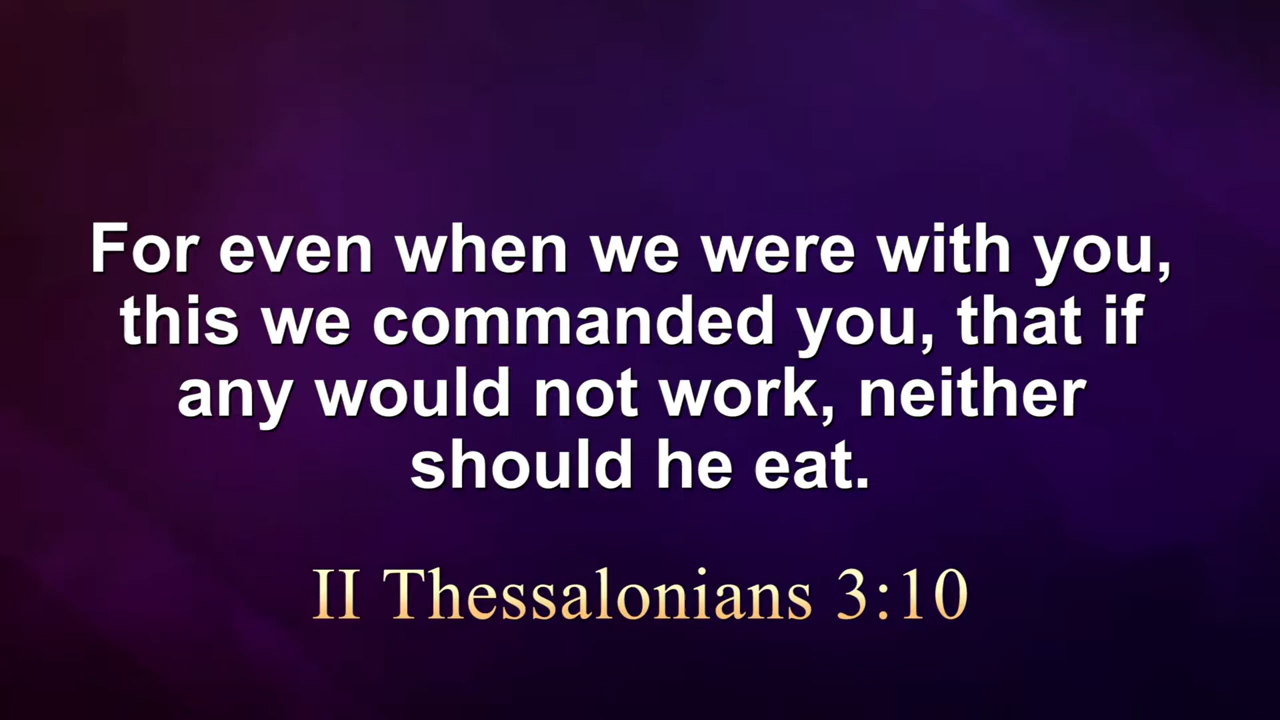 For even when we were with you,
this we commanded you, that if
any would not work, neither
should he eat.
II Thessalonians 3:10